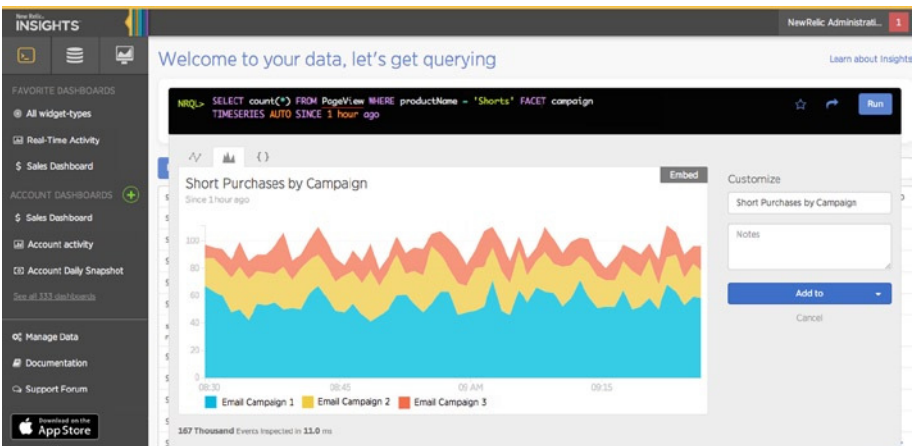 New Relic.
INSIGHTS
NewRelic Administrati... 1
Welcome to your data, let's get querying
Learn about Insights
FAVORITE DASHBOARDS
All widget-types
Real-Time Activity
$ Sales Dashboard
ACCOUNT DASHBOARDS
$ Sales Dashboard
Account activity
Account Daily Snapshot
See all 333 dashboards
Manage Data
Documentation
Support Forum
Download on the
App Store
NRQL> SELECT count(*) FROM PageView WHERE productName = 'Shorts' FACET campaign
TIMESERIES AUTO SINCE 1 hour ago
Run
{}
Short Purchases by Campaign
Since 1 hour ago
Embed
100
80
60
40
20
0
08:30 08:45 09 AM 09:15
Email Campaign 1 Email Campaign 2 Email Campaign 3
167 Thousand Events Inspected in 11.0 ms
Customize
Short Purchases by Campaign
Notes
Add to
Cancel